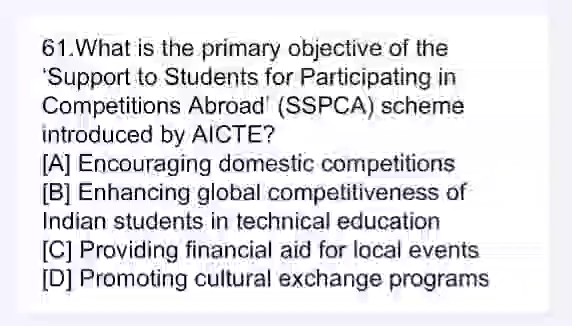 61.What is the primary objective of the
'Support to Students for Participating in
Competitions Abroad' (SSPCA) scheme
introduced by AICTE?
[A] Encouraging domestic competitions
[B] Enhancing global competitiveness of
Indian students in technical education
[C] Providing financial aid for local events
[D] Promoting cultural exchange programs